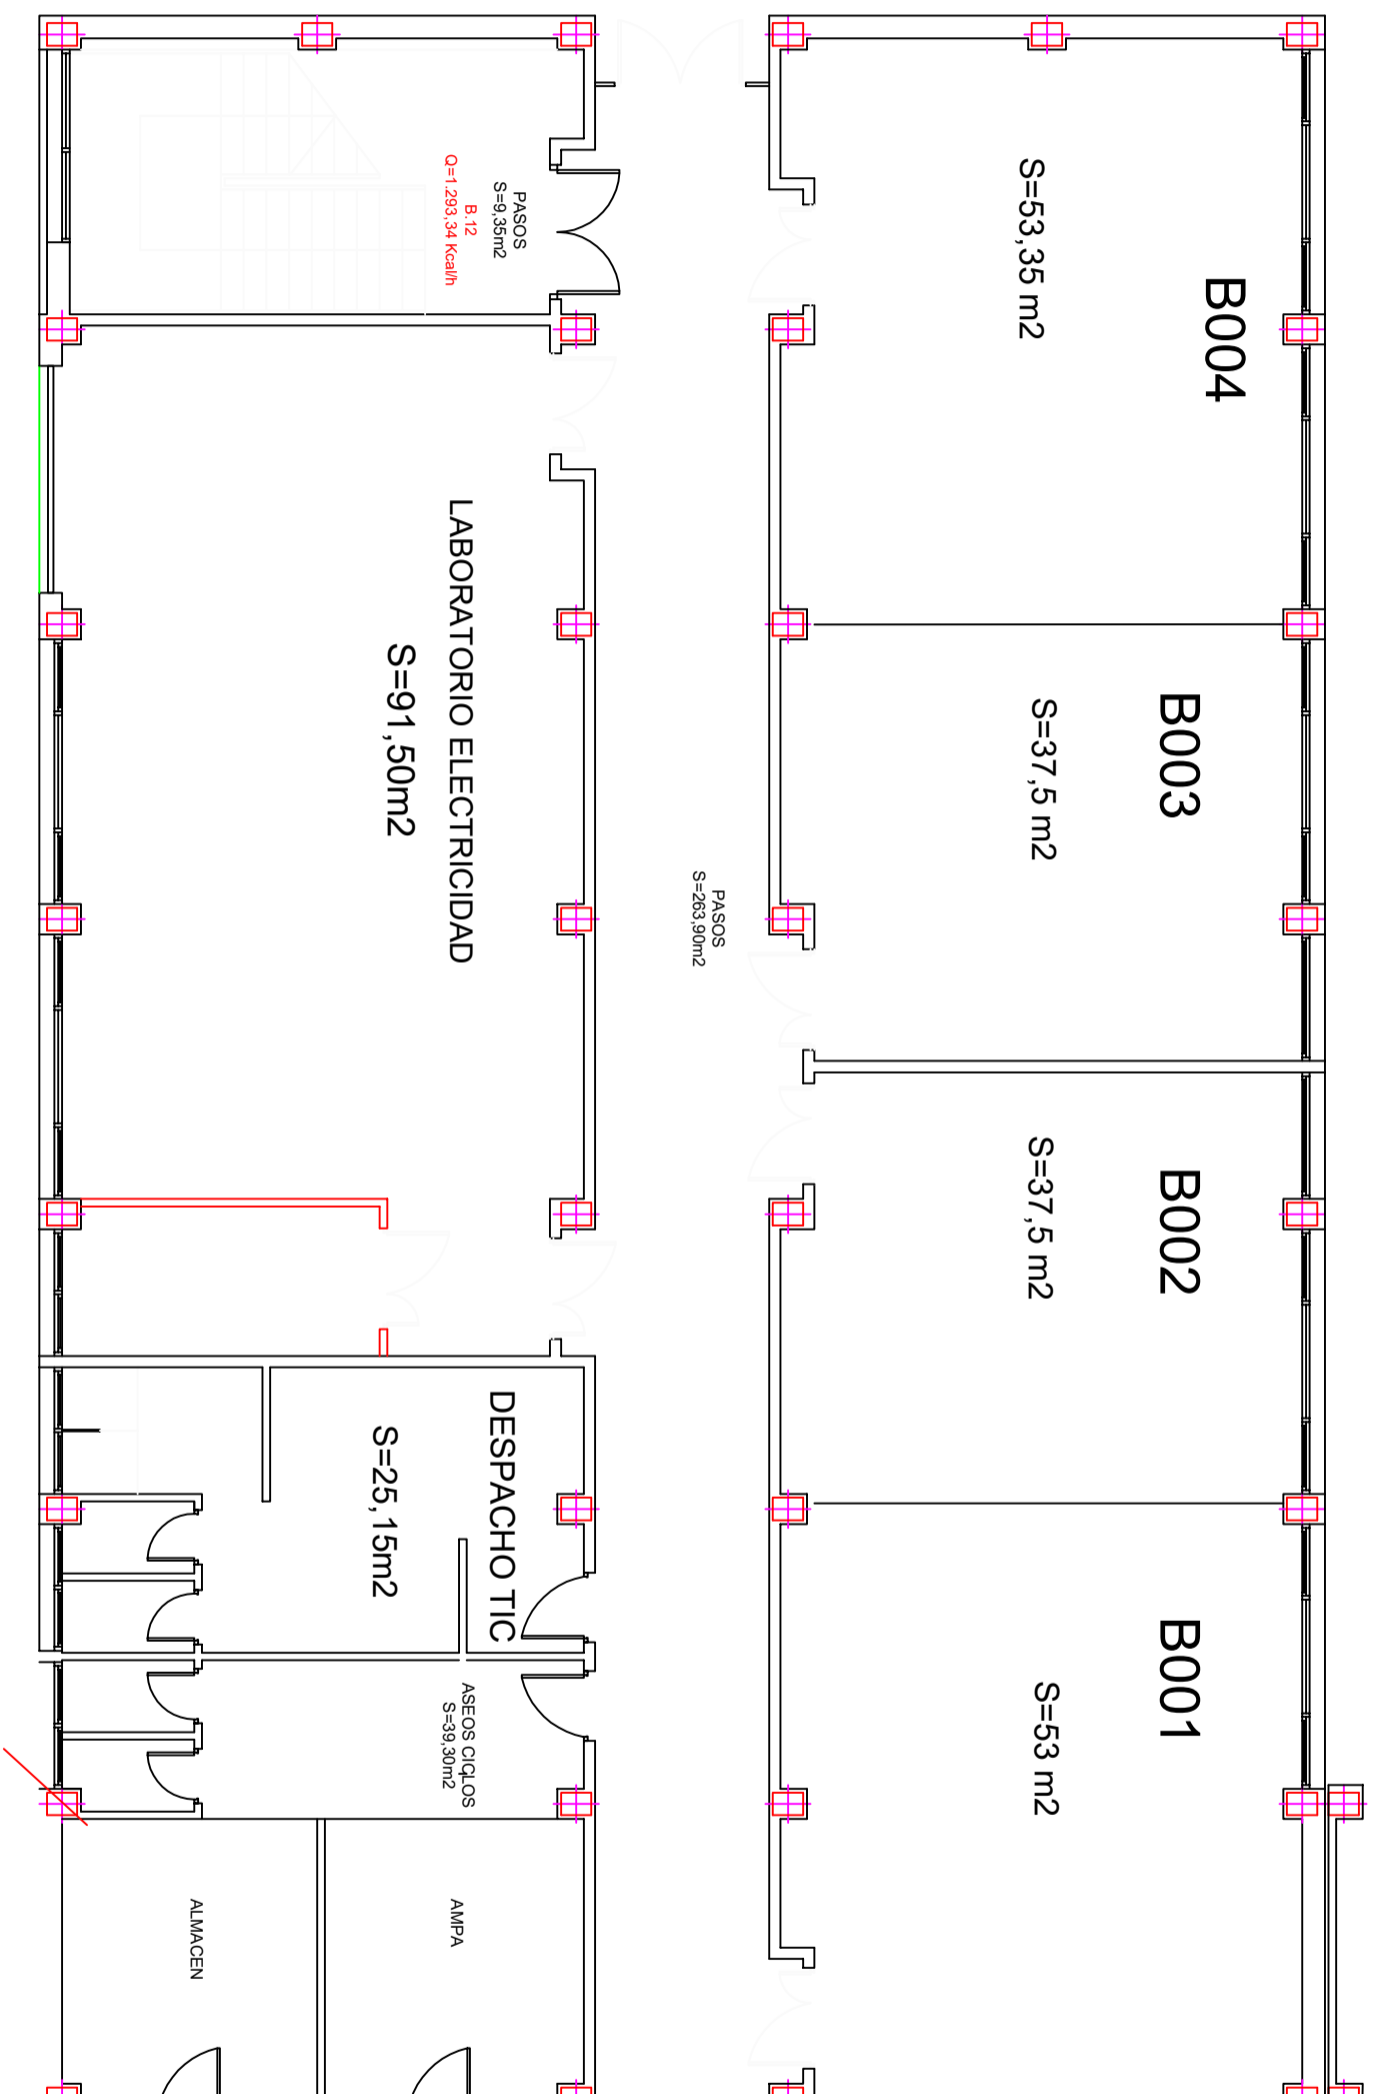 B004
S=53,35 m2
B003
S=37,5 m2
B002
S=37,5 m2
B001
S=53 m2
PASOS
S=263,90m2
PASOS
S=9,35m2
B.12
Q=1.293,34 Kcal/h
LABORATORIO ELECTRICIDAD
S=91,50m2
DESPACHO TIC
S=25,15m2
ASEOS CICLOS
S=39,30m2
AMPA
ALMACEN